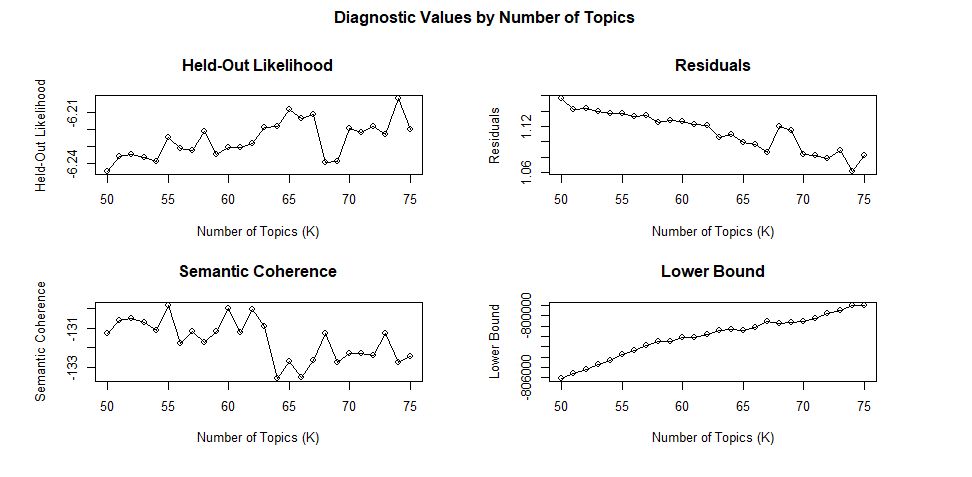 Diagnostic Values by Number of Topics
Held-Out Likelihood
Held-Out Likelihood
-6.21
-6.24
50 55 60 65 70 75
Number of Topics (K)
Residuals
Residuals
1.12
1.06
50 55 60 65 70 75
Number of Topics (K)
Semantic Coherence
Semantic Coherence
-131
-133
50 55 60 65 70 75
Number of Topics (K)
Lower Bound
Lower Bound
-800000
-806000
50 55 60 65 70 75
Number of Topics (K)